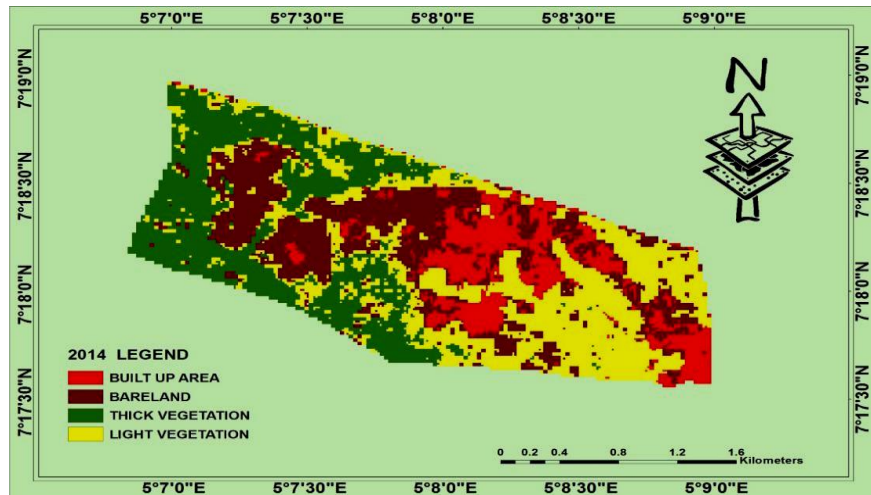 5°7'0"E 5°7'30"E 5°8'0"E 5°8'30"E 5°9'0"E
7°19'0"N
7°18'30"N
7°18'0"N
7°17'30"N
N
7°19'0"N
7°18'30"N
7°18'0"N
7°17'30"N
2014 LEGEND
BUILT UP AREA
BARELAND
THICK VEGETATION
LIGHT VEGETATION
0 0.2 0.4 0.8 1.2 1.6
Kilometers
5°7'0"E 5°7'30"E 5°8'0"E 5°8'30"E 5°9'0"E